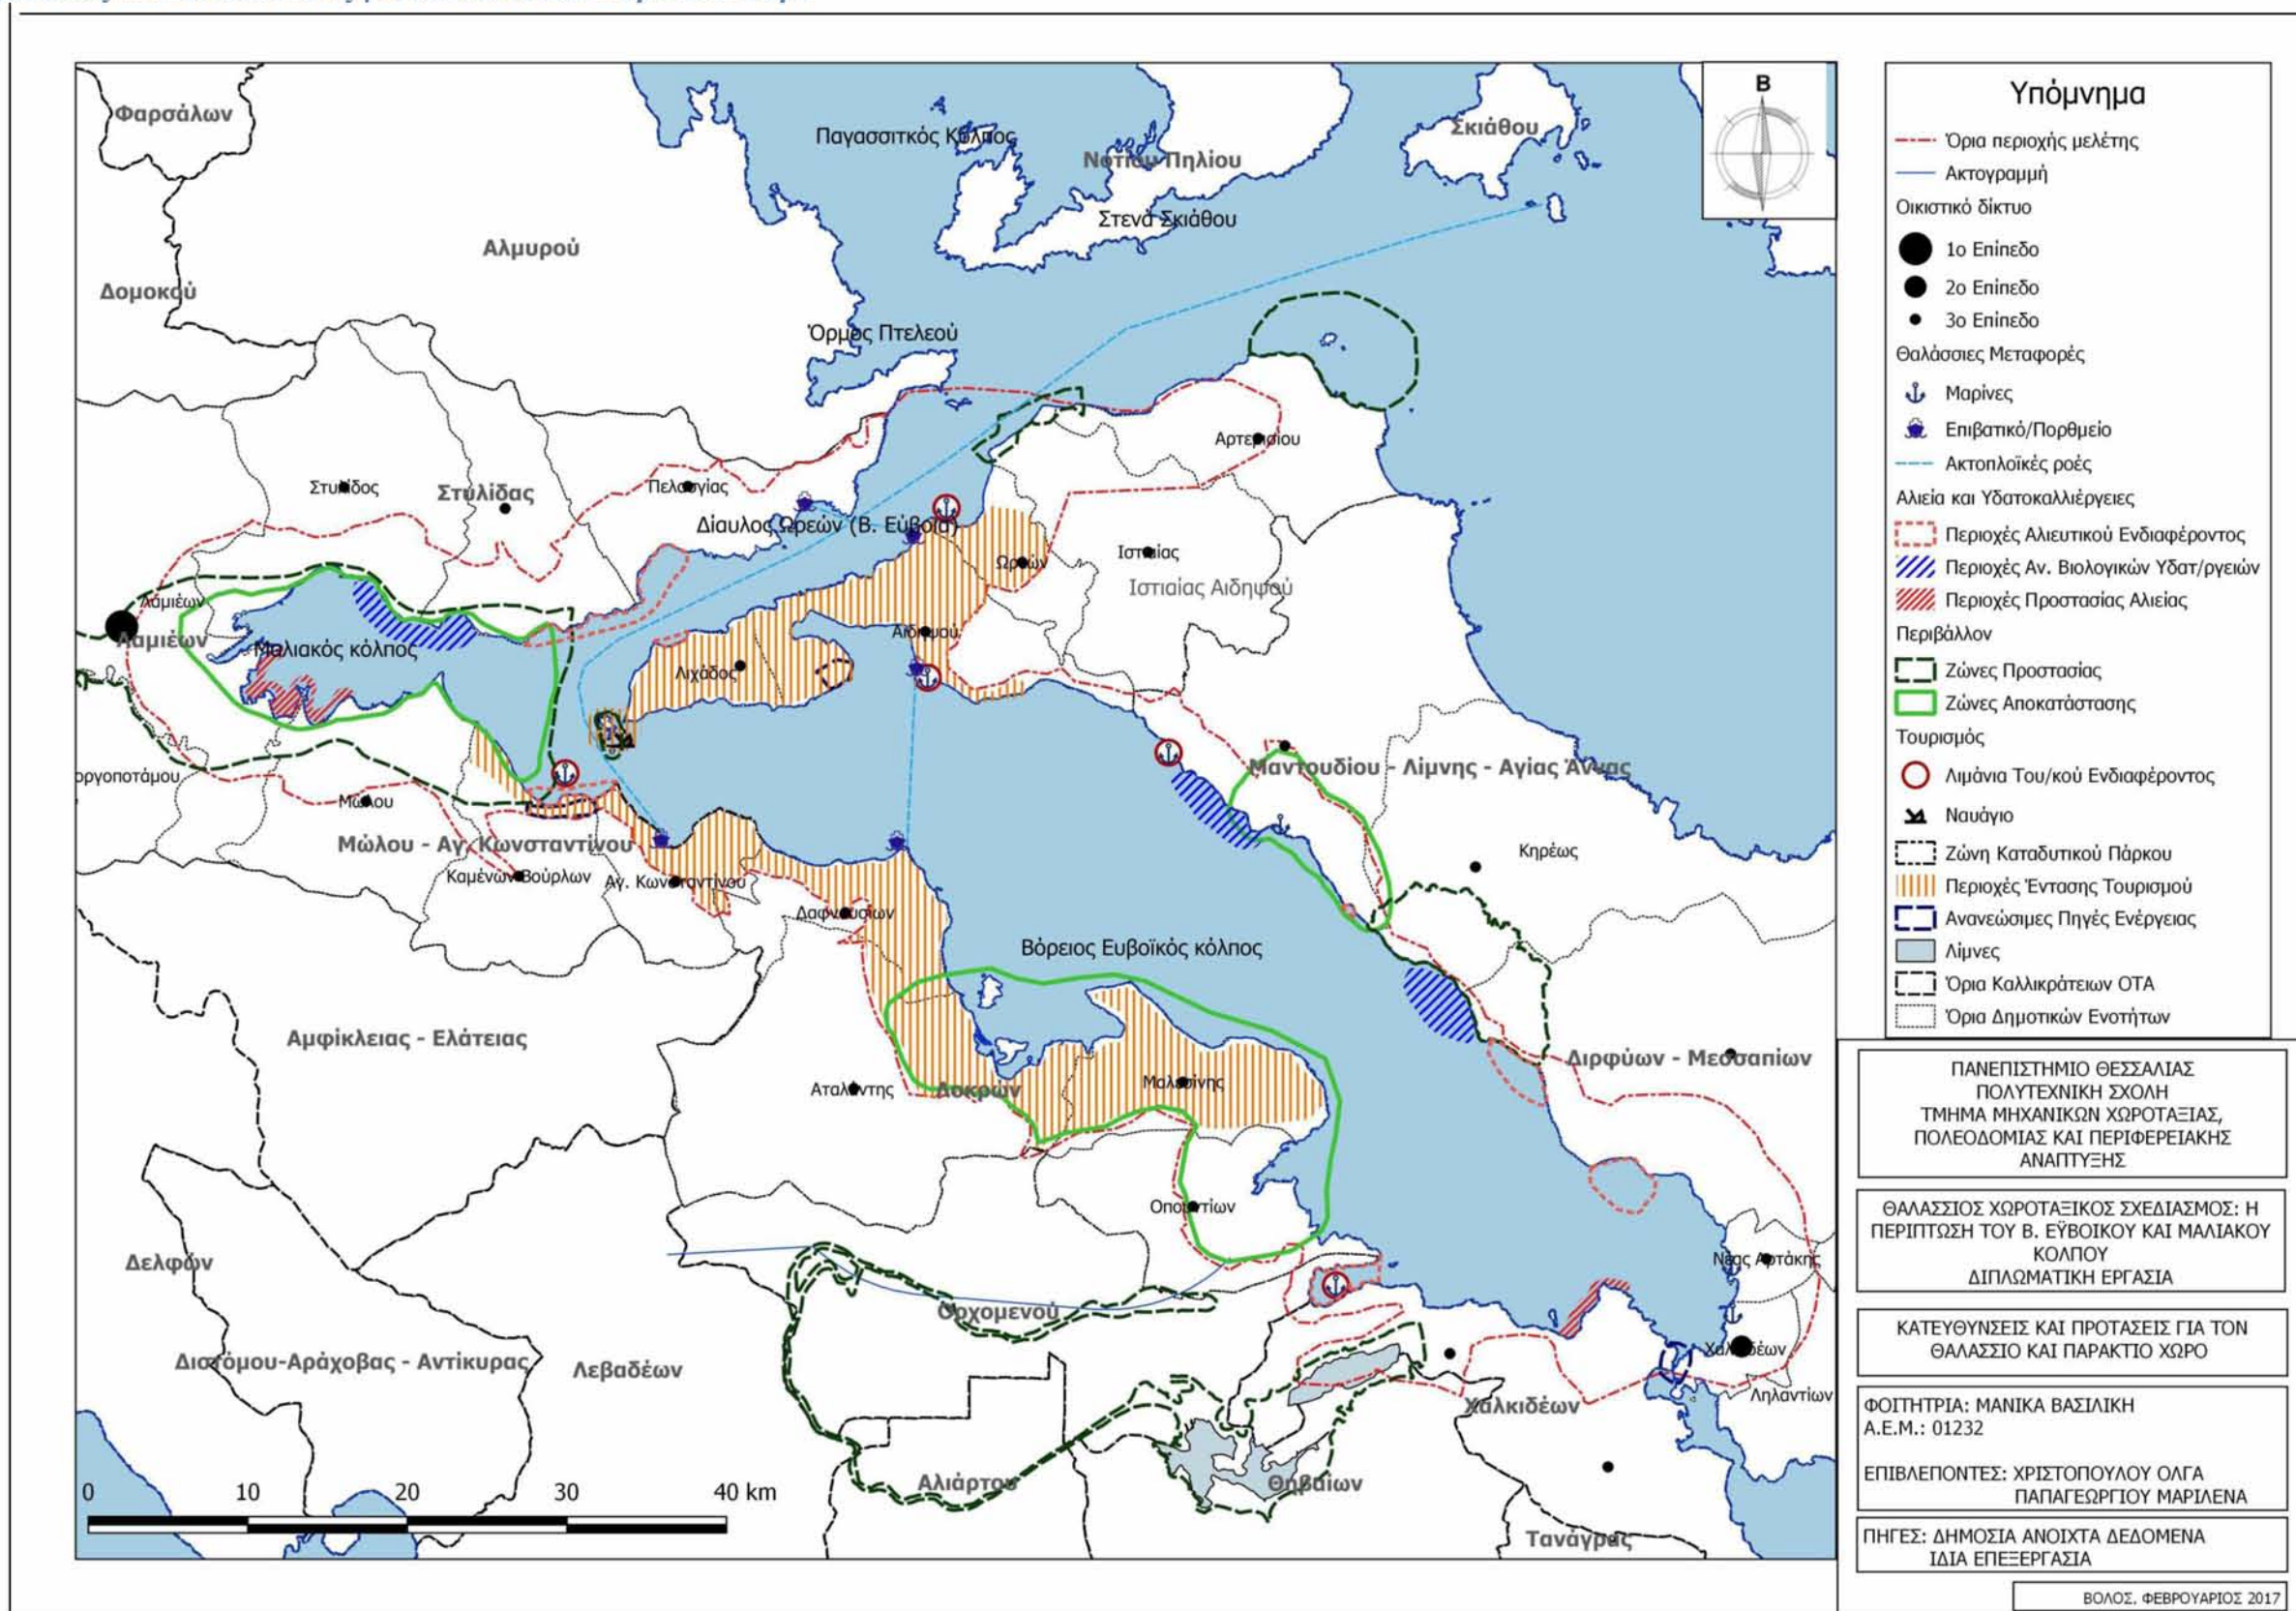 Φαρσάλων
Παγασσιτκός Κόλπος
Σκιάθου
Β
Νοτίου Πηλίου
Στενά Σκιάθου
Αλμυρού
Δομοκού
Όρμος Πτελεού
Αρτεμισίου
Στυλίδος
Στυλίδας
Πελασγίας
Δίαυλος Ωρεών (Β. Εύβοια)
Ωρεών
Ιστιαίας
Ιστιαίας Αιδηψού
Λαμιέων
Λαμιέων
Μαλιακός κόλπος
Αιδηψού
Λιχάδος
οργοποτάμου
Μαντουδίου - Λίμνης - Αγίας Άννας
Μώλου
Μώλου - Αγ. Κωνσταντίνου
Κηρέως
Καμένων Βούρλων
Αγ. Κωνσταντίνου
Δαφνουσίων
Βόρειος Ευβοϊκός κόλπος
Αμφίκλειας - Ελάτειας
Διρφύων - Μεσσαπίων
Αταλάντης
Λοκρών
Μαλεσίνης
Οπουντίων
Δελφών
Νέας Αρτάκης
Ορχομενού
Διστόμου-Αράχοβας - Αντίκυρας
Λεβαδέων
Χαλκιδέων
Ληλαντίων
Χαλκιδέων
Αλιάρτου
Θηβαίων
Τανάγρας
0 10 20 30 40 km
Υπόμνημα
Όρια περιοχής μελέτης
Ακτογραμμή
Οικιστικό δίκτυο
1ο Επίπεδο
2ο Επίπεδο
3ο Επίπεδο
Θαλάσσιες Μεταφορές
Μαρίνες
Επιβατικό/Πορθμείο
Ακτοπλοϊκές ροές
Αλιεία και Υδατοκαλλιέργειες
Περιοχές Αλιευτικού Ενδιαφέροντος
Περιοχές Αν. Βιολογικών Υδατ/ργειών
Περιοχές Προστασίας Αλιείας
Περιβάλλον
Ζώνες Προστασίας
Ζώνες Αποκατάστασης
Τουρισμός
Λιμάνια Του/κού Ενδιαφέροντος
Ναυάγιο
Ζώνη Καταδυτικού Πάρκου
Περιοχές Έντασης Τουρισμού
Ανανεώσιμες Πηγές Ενέργειας
Λίμνες
Όρια Καλλικράτειων ΟΤΑ
Όρια Δημοτικών Ενοτήτων
ΠΑΝΕΠΙΣΤΗΜΙΟ ΘΕΣΣΑΛΙΑΣ
ΠΟΛΥΤΕΧΝΙΚΗ ΣΧΟΛΗ
ΤΜΗΜΑ ΜΗΧΑΝΙΚΩΝ ΧΩΡΟΤΑΞΙΑΣ,
ΠΟΛΕΟΔΟΜΙΑΣ ΚΑΙ ΠΕΡΙΦΕΡΕΙΑΚΗΣ
ΑΝΑΠΤΥΞΗΣ
ΘΑΛΑΣΣΙΟΣ ΧΩΡΟΤΑΞΙΚΟΣ ΣΧΕΔΙΑΣΜΟΣ: Η
ΠΕΡΙΠΤΩΣΗ ΤΟΥ Β. ΕΫΒΟΙΚΟΥ ΚΑΙ ΜΑΛΙΑΚΟΥ
ΚΟΛΠΟΥ
ΔΙΠΛΩΜΑΤΙΚΗ ΕΡΓΑΣΙΑ
ΚΑΤΕΥΘΥΝΣΕΙΣ ΚΑΙ ΠΡΟΤΑΣΕΙΣ ΓΙΑ ΤΟΝ
ΘΑΛΑΣΣΙΟ ΚΑΙ ΠΑΡΑΚΤΙΟ ΧΩΡΟ
ΦΟΙΤΗΤΡΙΑ: ΜΑΝΙΚΑ ΒΑΣΙΛΙΚΗ
Α.Ε.Μ.: 01232
ΕΠΙΒΛΕΠΟΝΤΕΣ: ΧΡΙΣΤΟΠΟΥΛΟΥ ΟΛΓΑ
ΠΑΠΑΓΕΩΡΓΙΟΥ ΜΑΡΙΛΕΝΑ
ΠΗΓΕΣ: ΔΗΜΟΣΙΑ ΑΝΟΙΧΤΑ ΔΕΔΟΜΕΝΑ
ΙΔΙΑ ΕΠΕΞΕΡΓΑΣΙΑ
ΒΟΛΟΣ, ΦΕΒΡΟΥΑΡΙΟΣ 2017